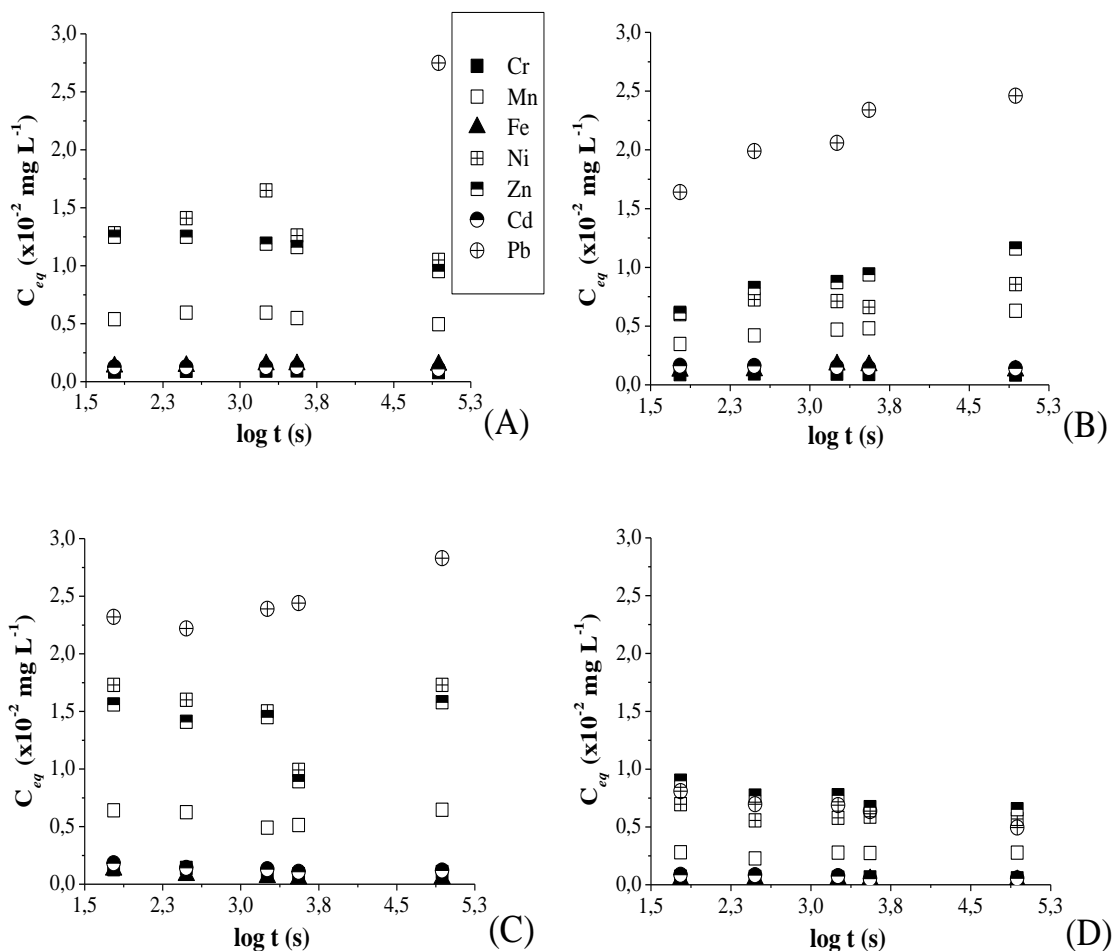 3,0
2,5
2,0
1,5
1,0
0,5
0,0
C_eq (x10^-2 mg L^-1)
1,5 2,3 3,0 3,8 4,5 5,3
log t (s)
(A)
Cr
Mn
Fe
Ni
Zn
Cd
Pb
3,0
2,5
2,0
1,5
1,0
0,5
0,0
C_eq (x10^-2 mg L^-1)
1,5 2,3 3,0 3,8 4,5 5,3
log t (s)
(B)
3,0
2,5
2,0
1,5
1,0
0,5
0,0
C_eq (x10^-2 mg L^-1)
1,5 2,3 3,0 3,8 4,5 5,3
log t (s)
(C)
3,0
2,5
2,0
1,5
1,0
0,5
0,0
C_eq (x10^-2 mg L^-1)
1,5 2,3 3,0 3,8 4,5 5,3
log t (s)
(D)